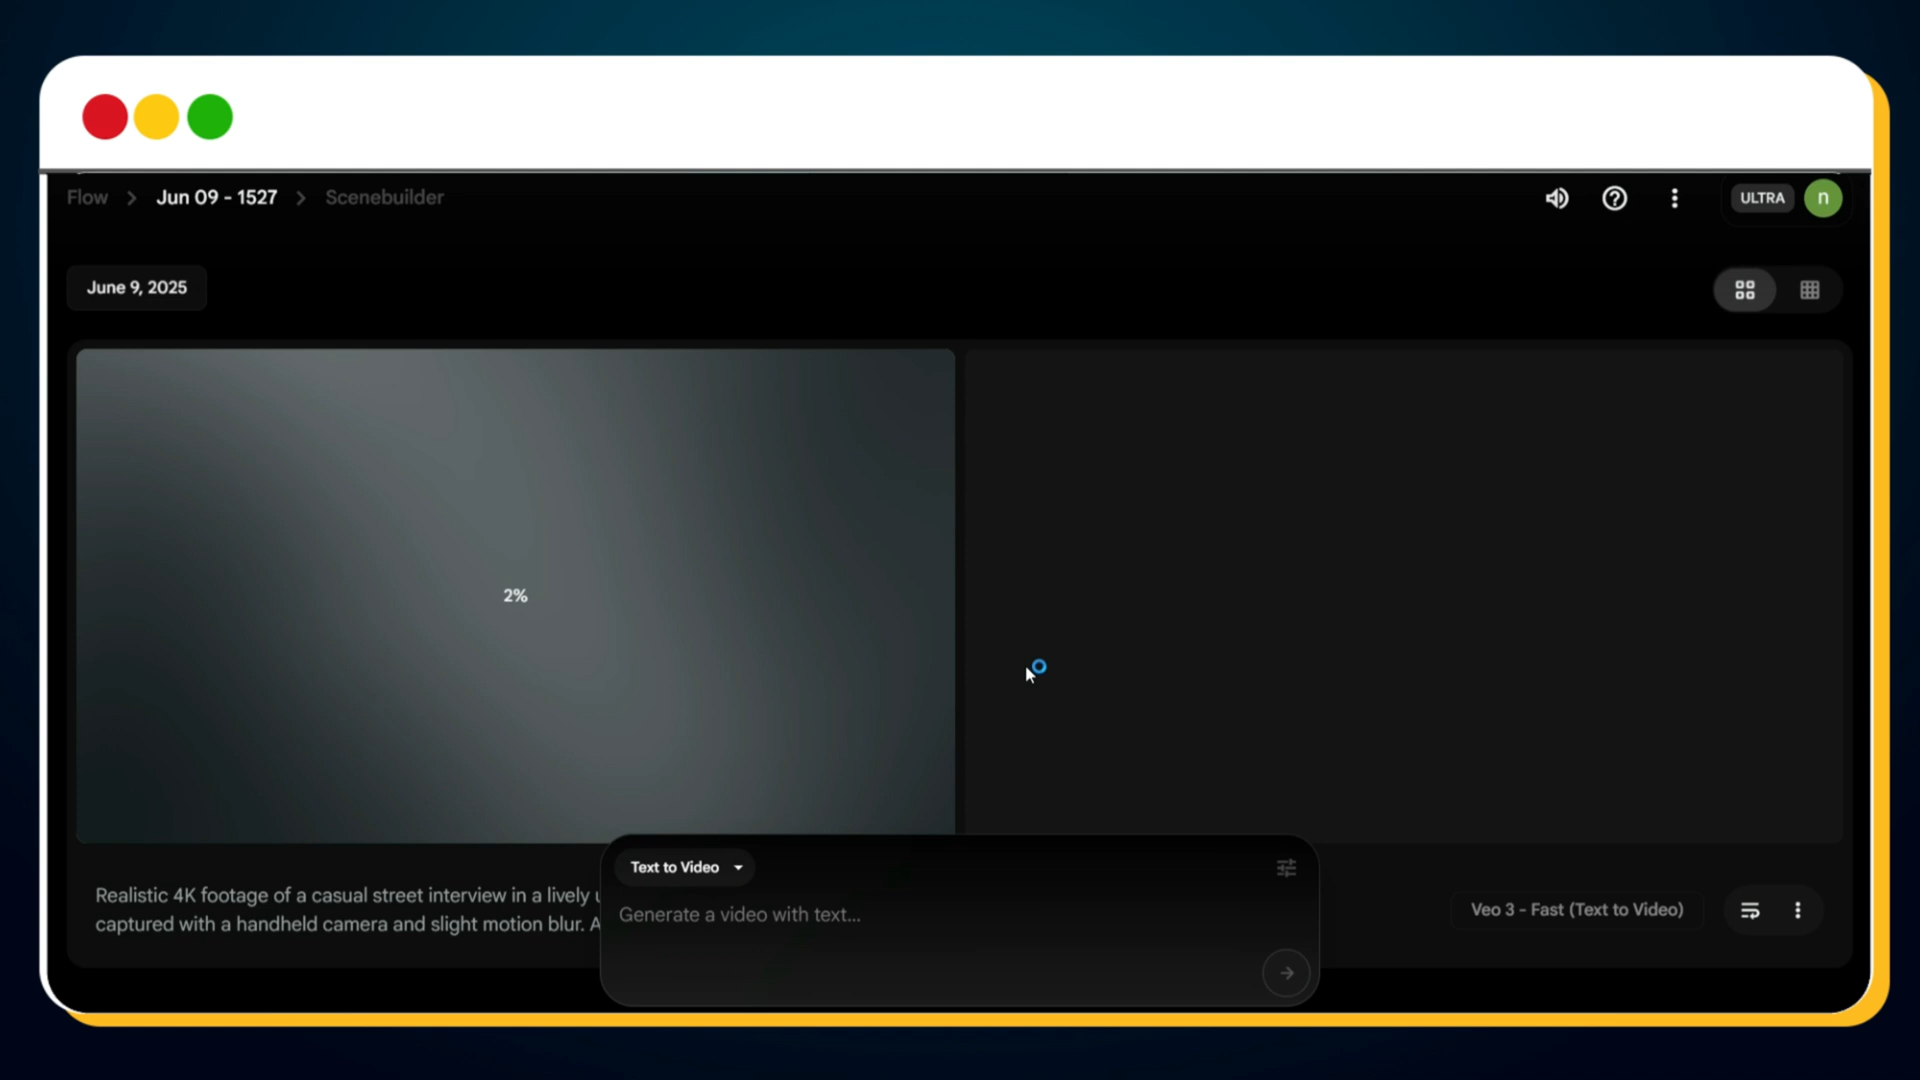 Flow > Jun 09 - 1527 > Scenebuilder
ULTRA n
June 9, 2025
2%
Text to Video
Realistic 4K footage of a casual street interview in a lively
captured with a handheld camera and slight motion blur. A
Generate a video with text...
Veo 3 - Fast (Text to Video)